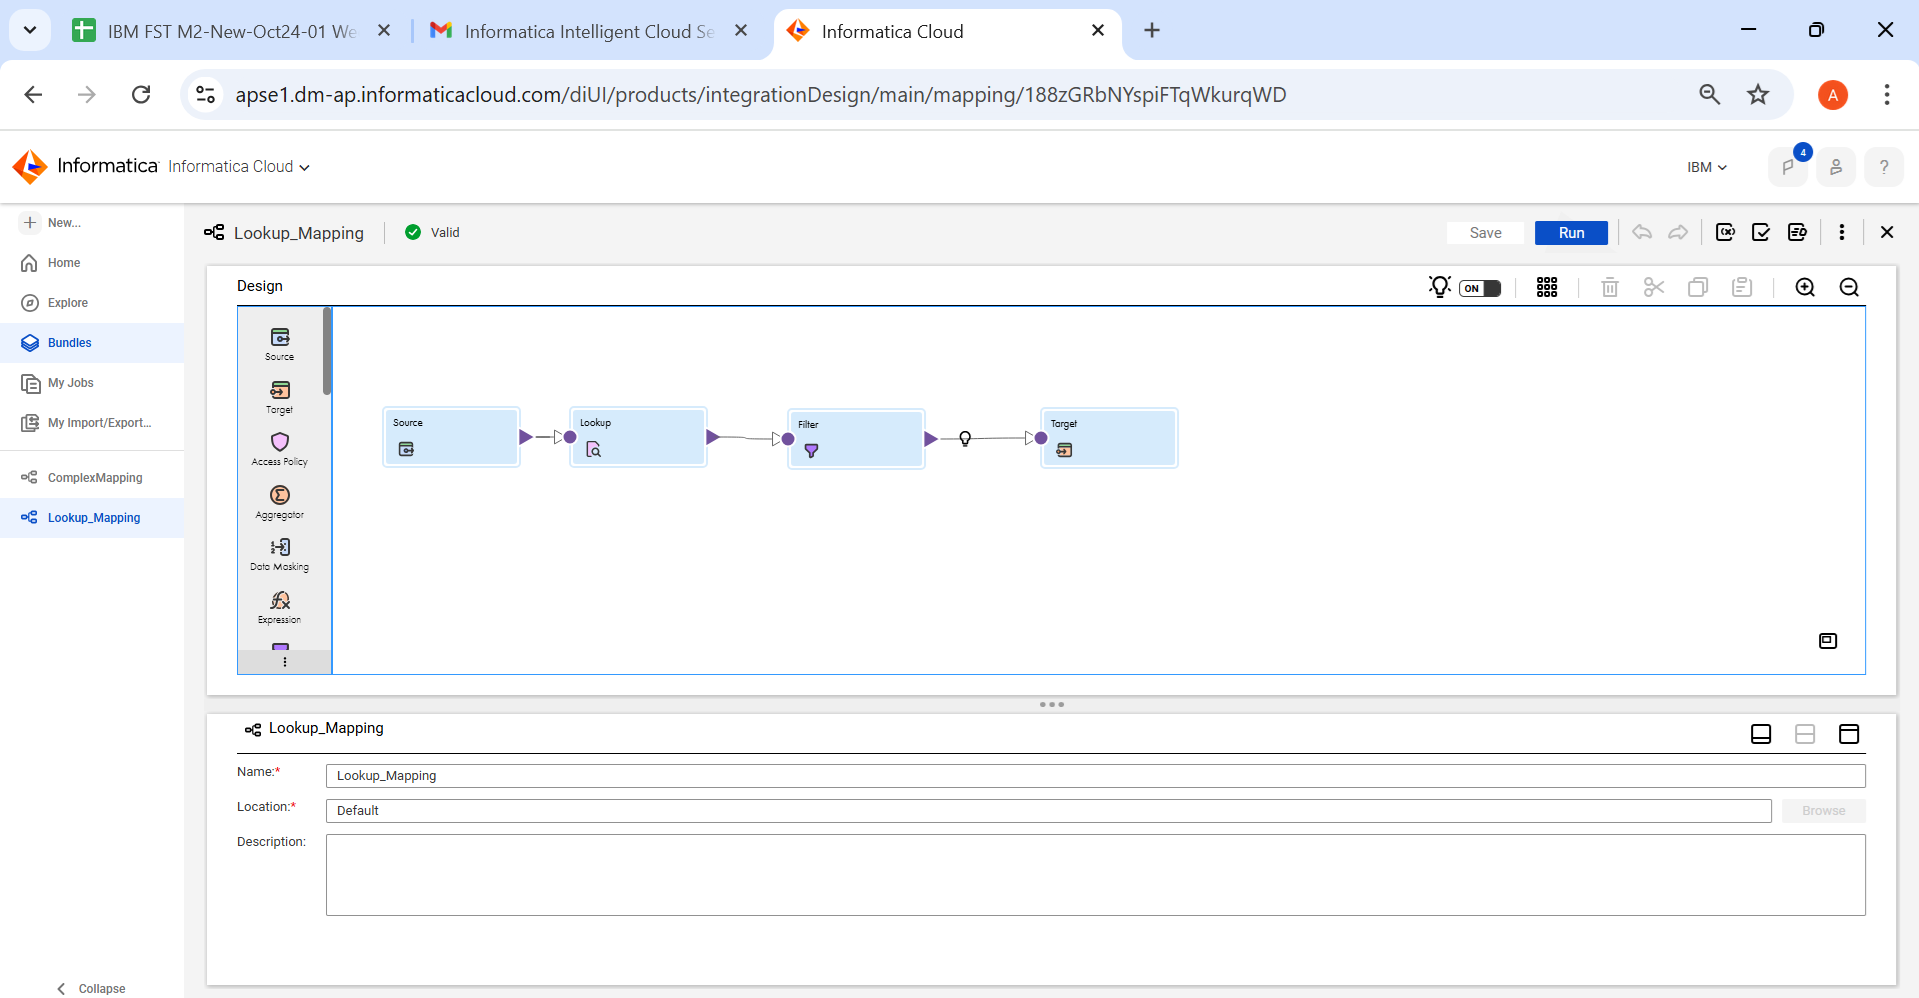 IBM FST M2-New-Oct24-01 We
Informatica Intelligent Cloud Se
Informatica Cloud
apse1.dm-ap.informaticacloud.com/diUI/products/integrationDesign/main/mapping/188zGRbNYspiFTqWkurqWD
A
Informatica Informatica Cloud
IBM
4
?
New...
Home
Explore
Bundles
My Jobs
My Import/Export...
ComplexMapping
Lookup_Mapping
Collapse
Lookup_Mapping
Valid
Save
Run
Design
ON
Source
Target
Access Policy
Aggregator
Data Masking
Expression
Source
Lookup
Filter
Target
Lookup_Mapping
Name:*
Lookup_Mapping
Location:*
Default
Browse
Description: